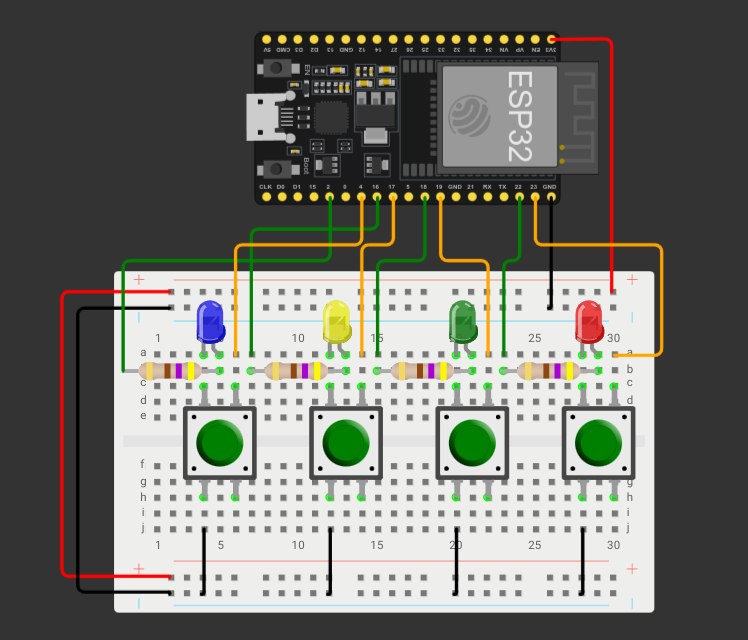 5V CMD D3 D2 13 GND 12 14 27 26 25 33 32 35 34 VN VP EN 3V3
EN
ESP32
Boot
CLK D0 D1 15 2 0 4 16 17 5 18 19 GND 21 RX TX 22 23 GND
+ +
1 10 15 25 30
a a
b b
c c
d d
e
f
g g
h h
i i
j j
1 5 10 15 20 25 30
+ +